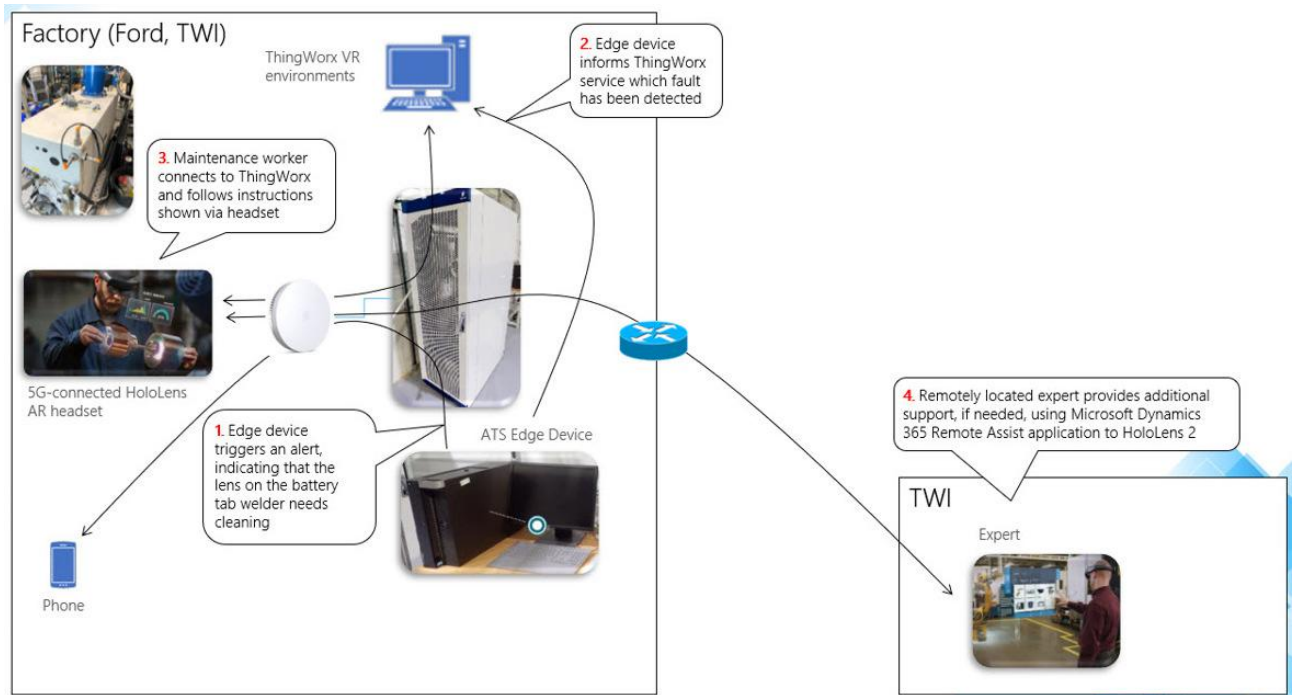 Factory (Ford, TWI)
ThingWorx VR
environments
2. Edge device
informs ThingWorx
service which fault
has been detected
3. Maintenance worker
connects to ThingWorx
and follows instructions
shown via headset
5G-connected HoloLens
AR headset
1. Edge device
triggers an alert,
indicating that the
lens on the battery
tab welder needs
cleaning
ATS Edge Device
Phone
4. Remotely located expert provides additional
support, if needed, using Microsoft Dynamics
365 Remote Assist application to HoloLens 2
TWI
Expert